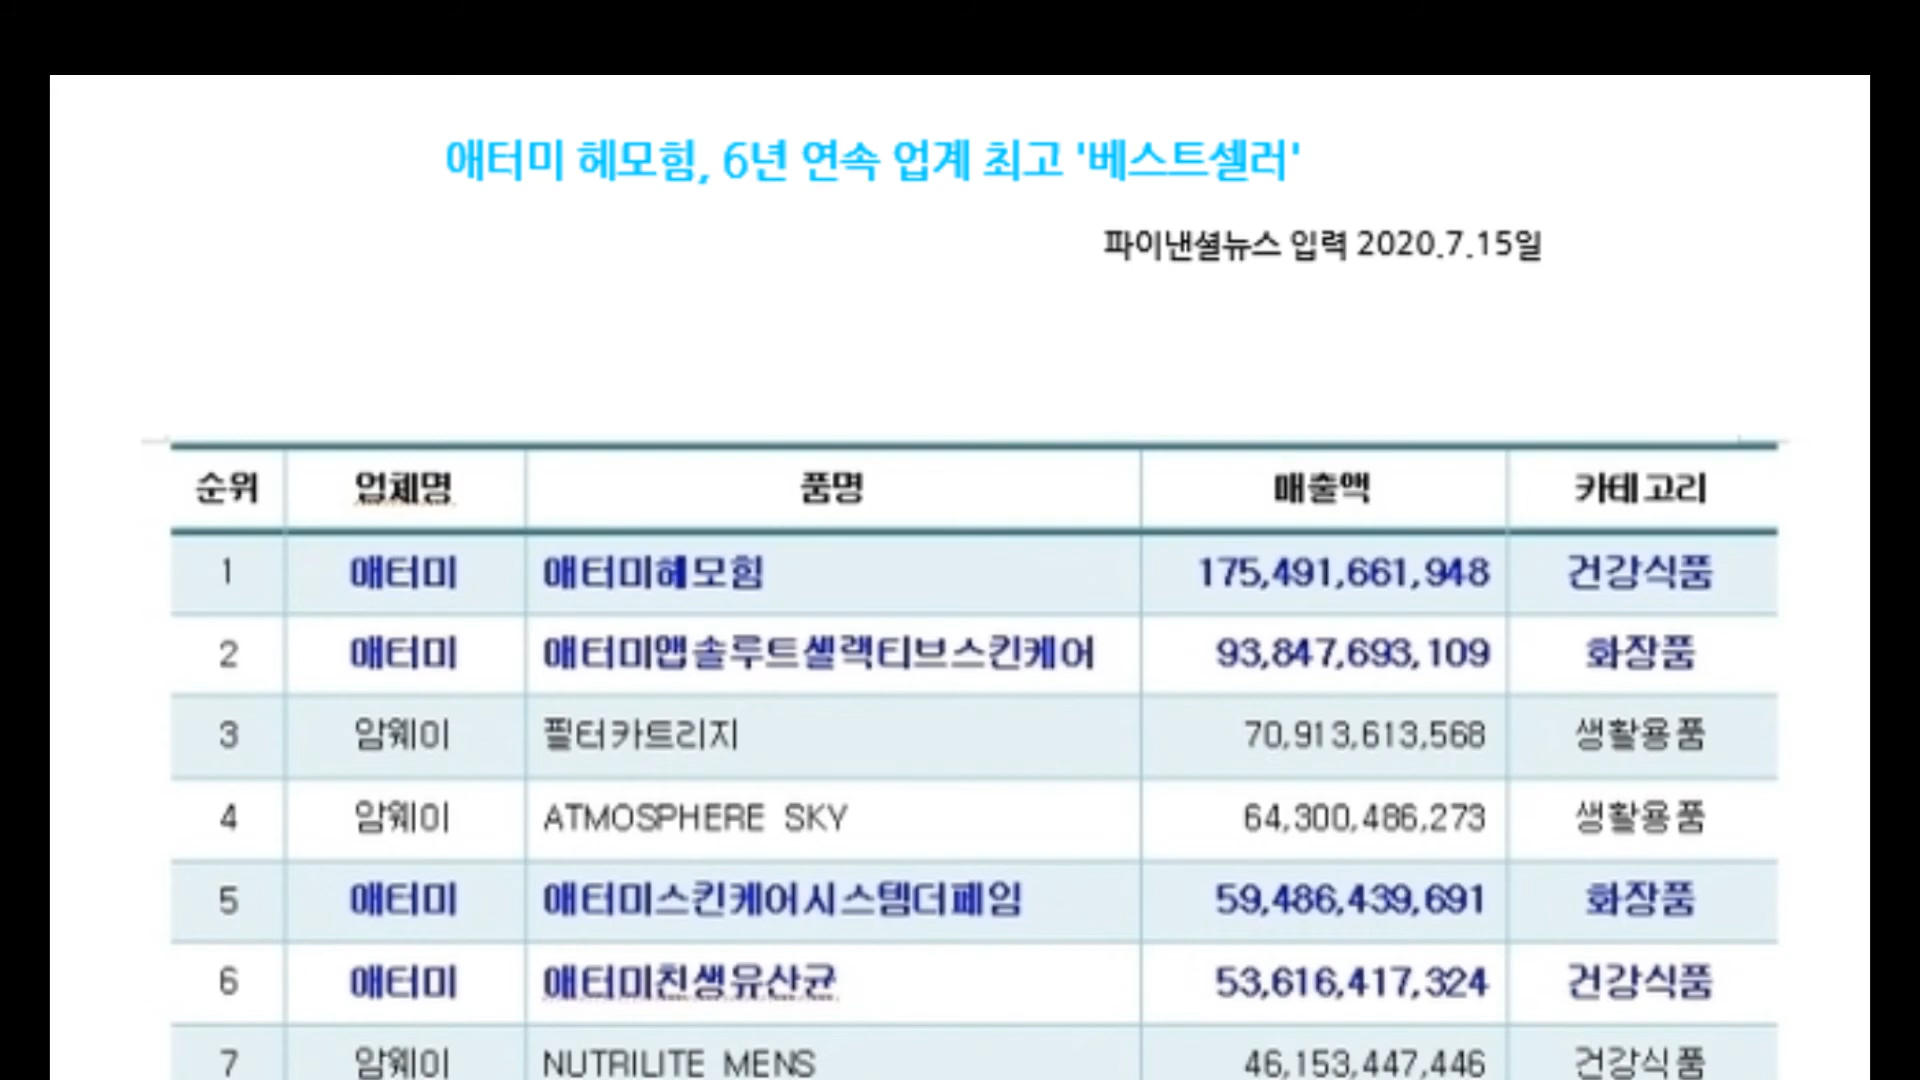 애터미 헤모힘, 6년 연속 업계 최고 '베스트셀러'
파이낸셜뉴스 입력 2020.7.15일
순위 업체명 품명 매출액 카테고리
1 애터미 애터미헤모힘 175,491,661,948 건강식품
2 애터미 애터미앱솔루트셀랙티브스킨케어 93,847,693,109 화장품
3 암웨이 필터카트리지 70,913,613,568 생활용품
4 암웨이 ATMOSPHERE SKY 64,300,486,273 생활용품
5 애터미 애터미스킨케어시스템더페임 59,486,439,691 화장품
6 애터미 애터미친생유산균 53,616,417,324 건강식품
7 암웨이 NUTRILITE MENS 46,153,447,446 건강식품